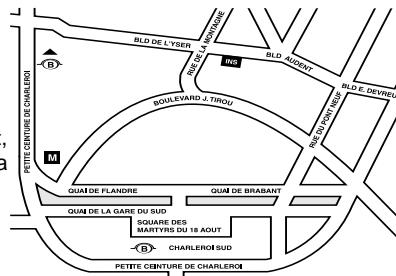 BLD DE L'YSER
RUE DE LA MONTAGNE
INS
BLD AUDENT
BLD E. DEVREU
B
PETITE CEINTURE DE CHARLEROI
BOULEVARD J. TIROU
RUE DU PONT NEUF
,
a
M
QUAI DE FLANDRE
QUAI DE BRABANT
QUAI DE LA GARE DU SUD
SQUARE DES
MARTYRS DU 18 AOUT
B
CHARLEROI SUD
PETITE CEINTURE DE CHARLEROI